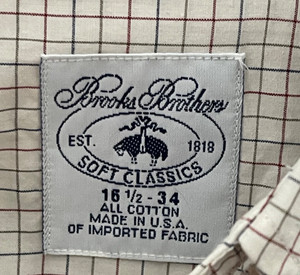 Brooks Brothers
EST. 1818
SOFT CLASSICS
16 1/2 - 34
ALL COTTON
MADE IN U.S.A.
OF IMPORTED FABRIC